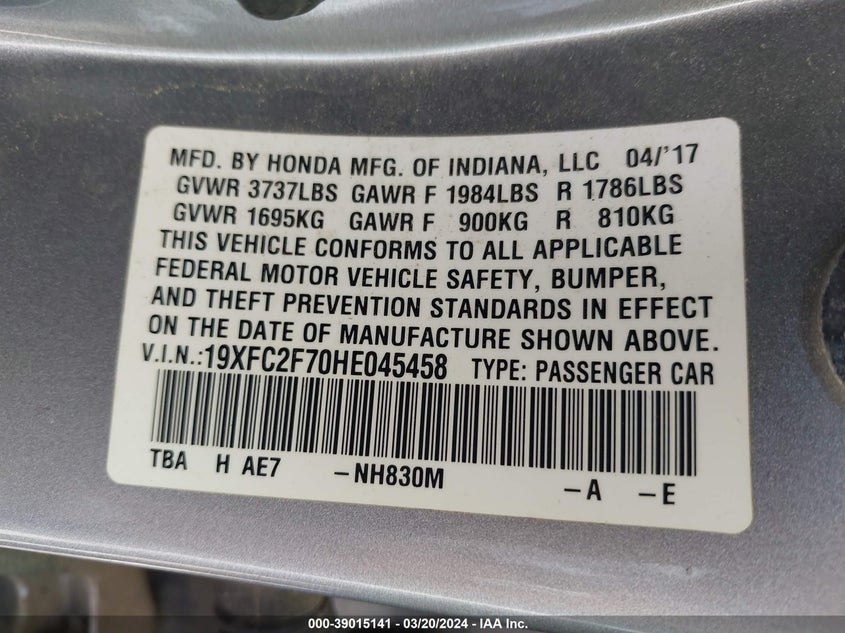 MFD. BY HONDA MFG. OF INDIANA, LLC 04/'17
GVWR 3737LBS GAWR F 1984LBS R 1786LBS
GVWR 1695KG GAWR F 900KG R 810KG
THIS VEHICLE CONFORMS TO ALL APPLICABLE
FEDERAL MOTOR VEHICLE SAFETY, BUMPER,
AND THEFT PREVENTION STANDARDS IN EFFECT
ON THE DATE OF MANUFACTURE SHOWN ABOVE.
V.I.N.:19XFC2F70HE045458 TYPE: PASSENGER CAR
TBA H AE7 -NH830M -A -E
000-39015141 - 03/20/2024 - IAA Inc.